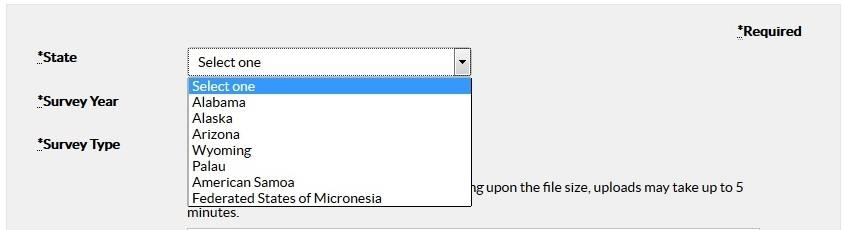 *Required
*State
Select one
Select one
*Survey Year
Alabama
Alaska
Arizona
*Survey Type
Wyoming
Palau
American Samoa
ng upon the file size, uploads may take up to 5
Federated States of Micronesia
minutes.